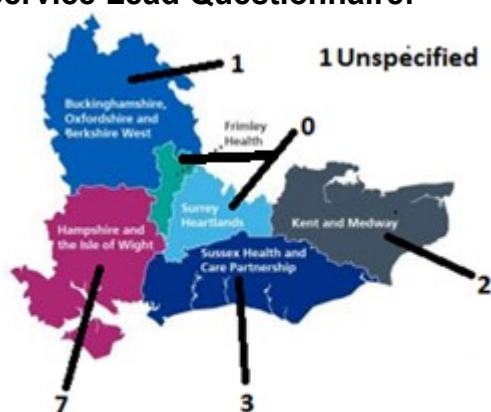 Service Lead Questionnaire.
1
1 Unspecified
Buckinghamshire,
Oxfordshire and
Berkshire West
0
Frimley
Health
Surrey
Heartlands
Kent and Medway
Hampshire and
the Isle of Wight
Sussex Health and
Care Partnership
2
7
3